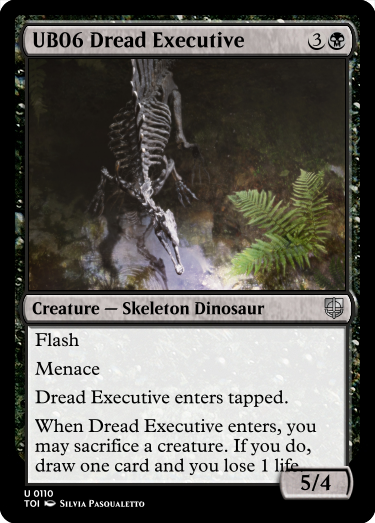 UB06 Dread Executive 3
Creature — Skeleton Dinosaur
Flash
Menace
Dread Executive enters tapped.
When Dread Executive enters, you
may sacrifice a creature. If you do,
draw one card and you lose 1 life.
5/4
U 0110
TOI Silvia Pasqualetto